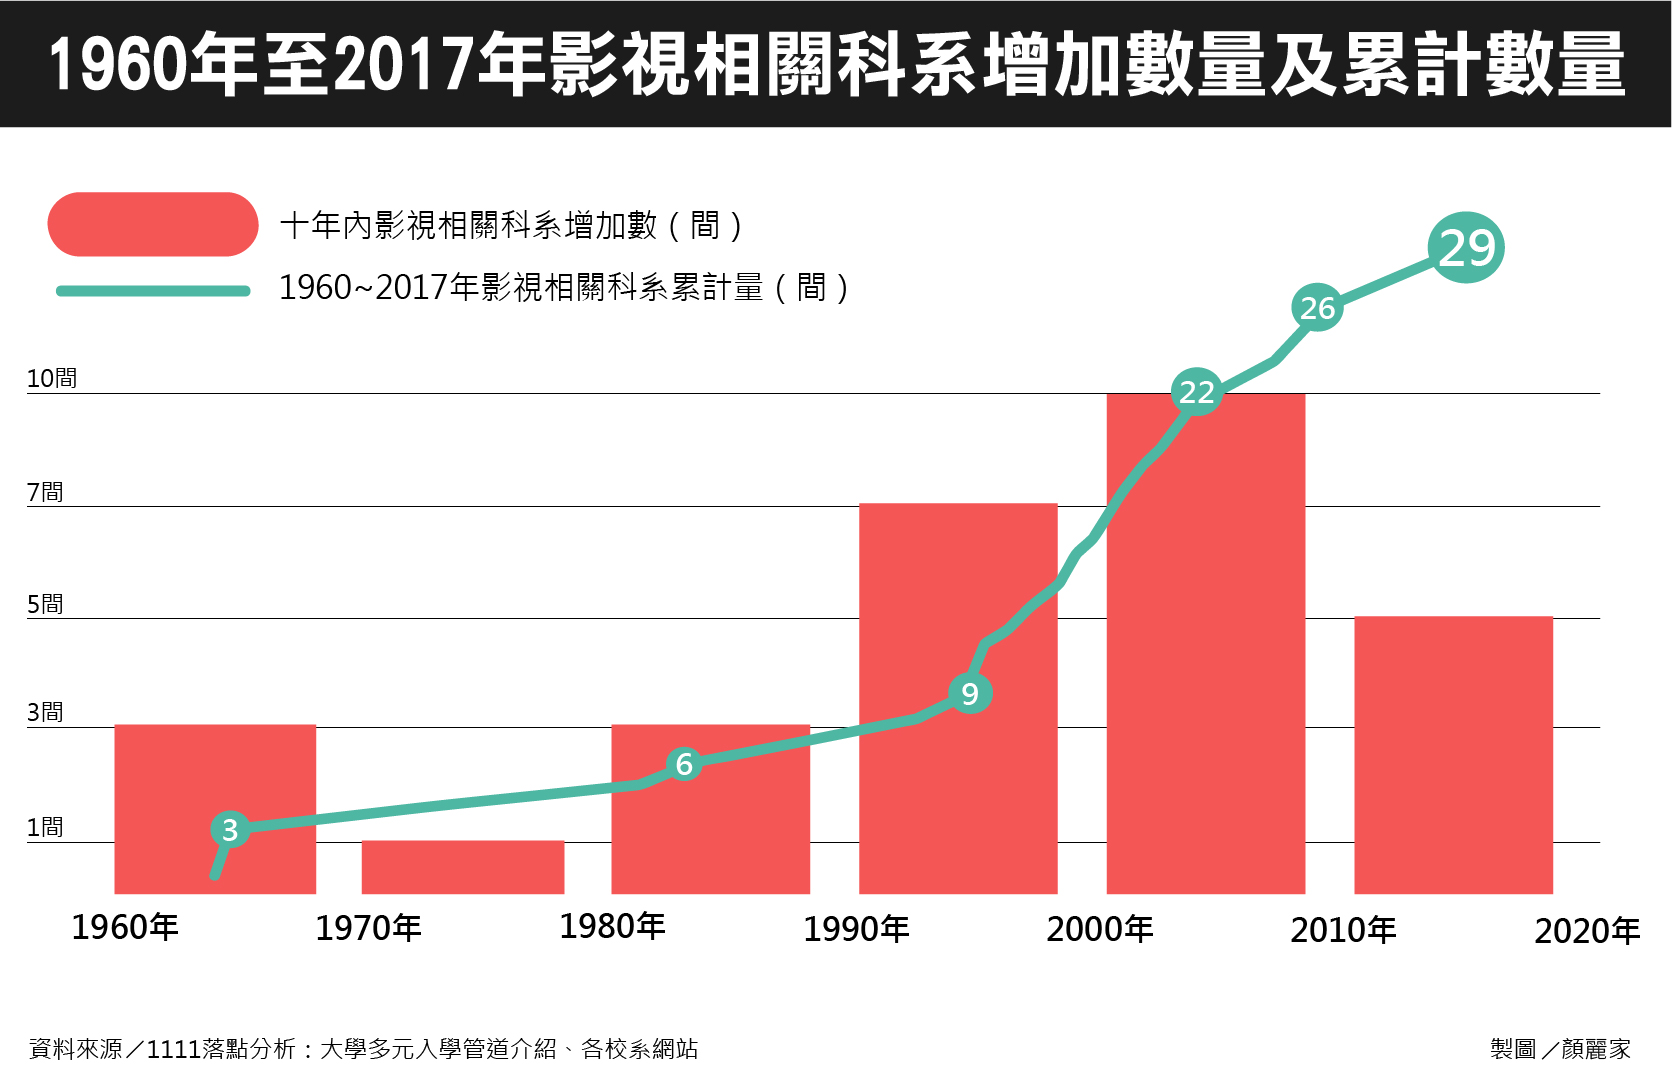 1960年至2017年影視相關科系增加數量及累計數量
十年內影視相關科系增加數（間）
1960~2017年影視相關科系累計量（間）
29
26
22
10間
7間
5間
9
3間
6
3
1間
1960年
1970年
1980年
1990年
2000年
2010年
2020年
資料來源／1111落點分析：大學多元入學管道介紹、各校系網站
製圖／顏麗家